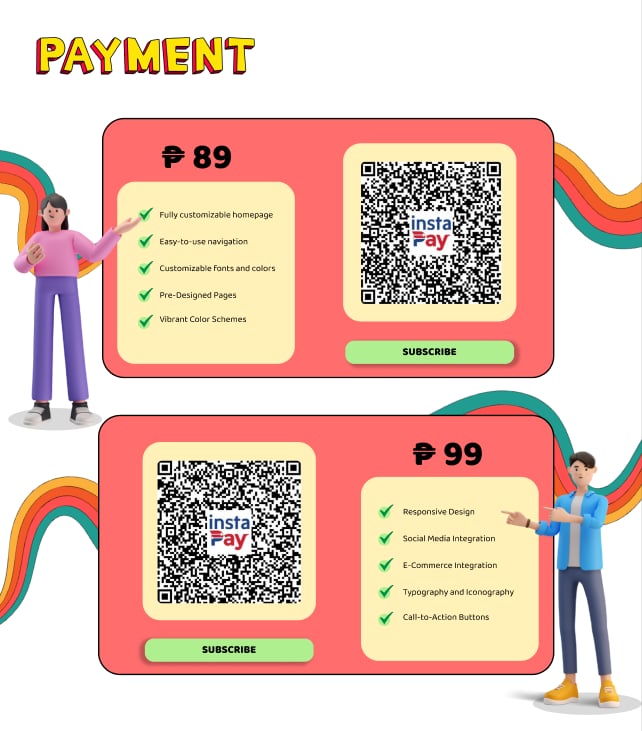 PAYMENT
₱ 89
Fully customizable homepage
Easy-to-use navigation
Customizable fonts and colors
Pre-Designed Pages
Vibrant Color Schemes
insta
Pay
SUBSCRIBE
₱ 99
insta
Pay
Responsive Design
Social Media Integration
E-Commerce Integration
Typography and Iconography
Call-to-Action Buttons
SUBSCRIBE